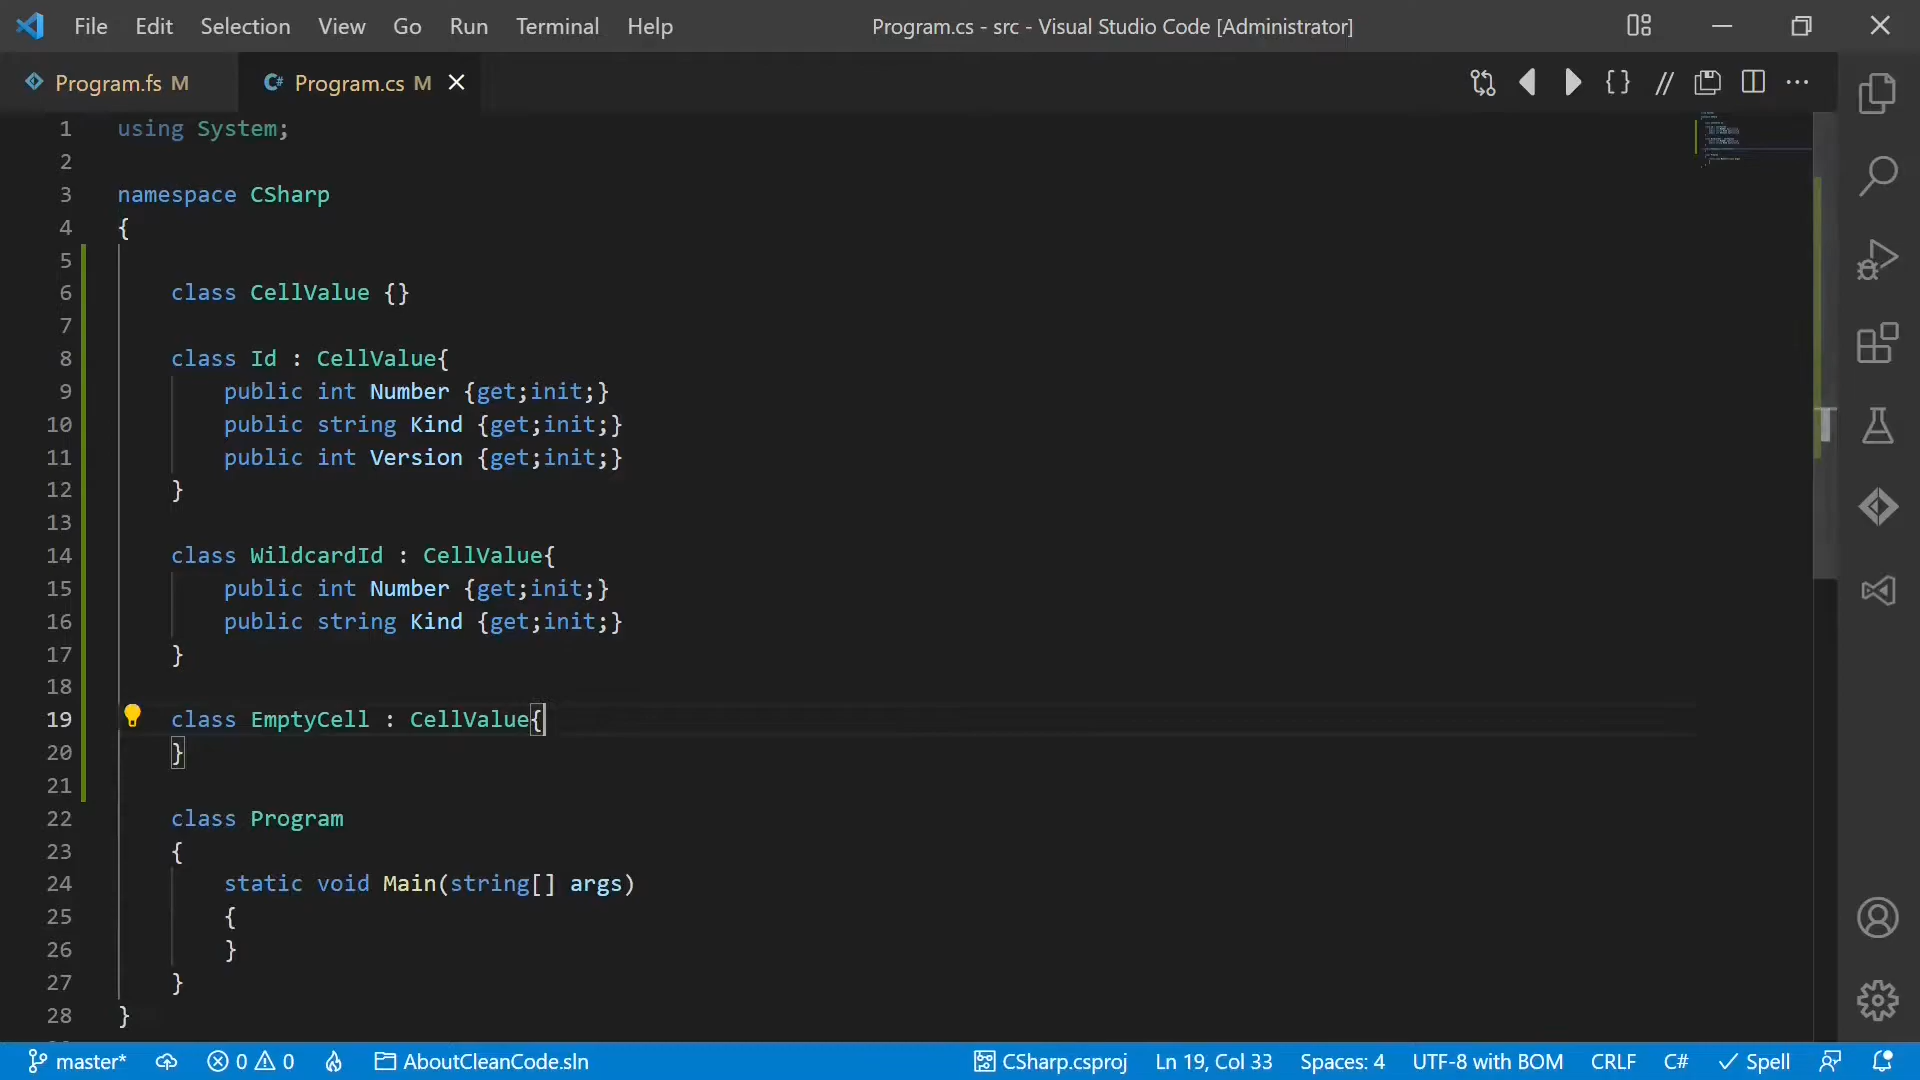 File Edit Selection View Go Run Terminal Help Program.cs - src - Visual Studio Code [Administrator]
Program.fs M C# Program.cs M
1 using System;
2
3 namespace CSharp
4 {
5
6 class CellValue {}
7
8 class Id : CellValue{
9 public int Number {get;init;}
10 public string Kind {get;init;}
11 public int Version {get;init;}
12 }
13
14 class WildcardId : CellValue{
15 public int Number {get;init;}
16 public string Kind {get;init;}
17 }
18
19 class EmptyCell : CellValue{
20 }
21
22 class Program
23 {
24 static void Main(string[] args)
25 {
26 }
27 }
28 }
master* 0 0 AboutCleanCode.sln CSharp.csproj Ln 19, Col 33 Spaces: 4 UTF-8 with BOM CRLF C# Spell